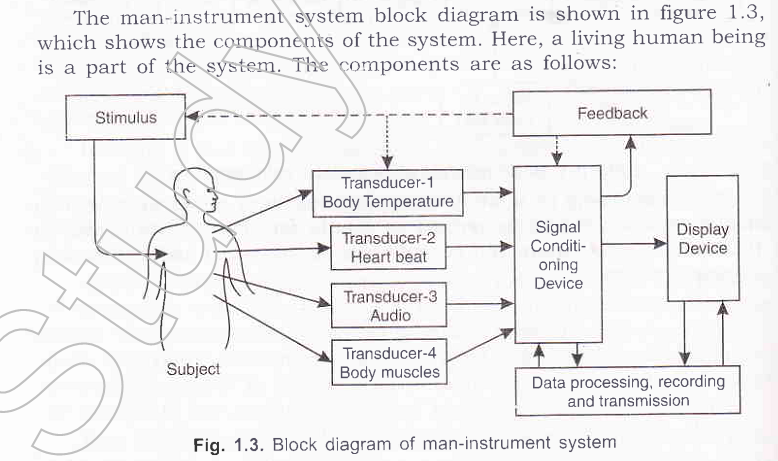 The man-instrument system block diagram is shown in figure 1.3,
which shows the components of the system. Here, a living human being
is a part of the system. The components are as follows:
Stimulus
Feedback
Transducer-1
Body Temperature
Transducer-2
Heart beat
Transducer-3
Audio
Transducer-4
Body muscles
Signal
Conditi-
oning
Device
Display
Device
Subject
Data processing, recording
and transmission
Fig. 1.3. Block diagram of man-instrument system
Study